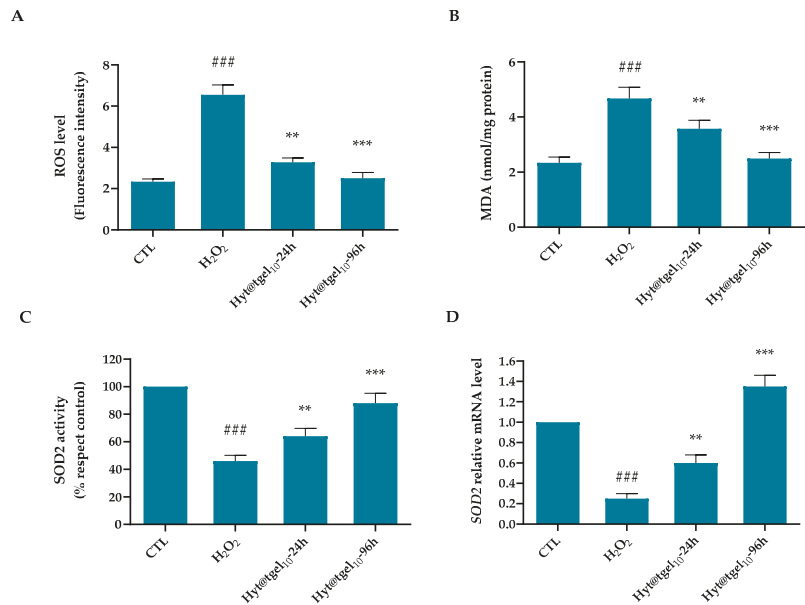 A
ROS level
(Fluorescence intensity)
8
6
4
2
0
###
**
***
CTL
H₂O₂
Hyt@tgel₁₀-24h
Hyt@tgel₁₀-96h
B
MDA (nmol/mg protein)
6
4
2
0
###
**
***
CTL
H₂O₂
Hyt@tgel₁₀-24h
Hyt@tgel₁₀-96h
C
SOD2 activity
(% respect control)
120
100
80
60
40
20
0
###
**
***
CTL
H₂O₂
Hyt@tgel₁₀-24h
Hyt@tgel₁₀-96h
D
SOD2 relative mRNA level
1.6
1.4
1.2
1.0
0.8
0.6
0.4
0.2
0.0
###
**
***
CTL
H₂O₂
Hyt@tgel₁₀-24h
Hyt@tgel₁₀-96h